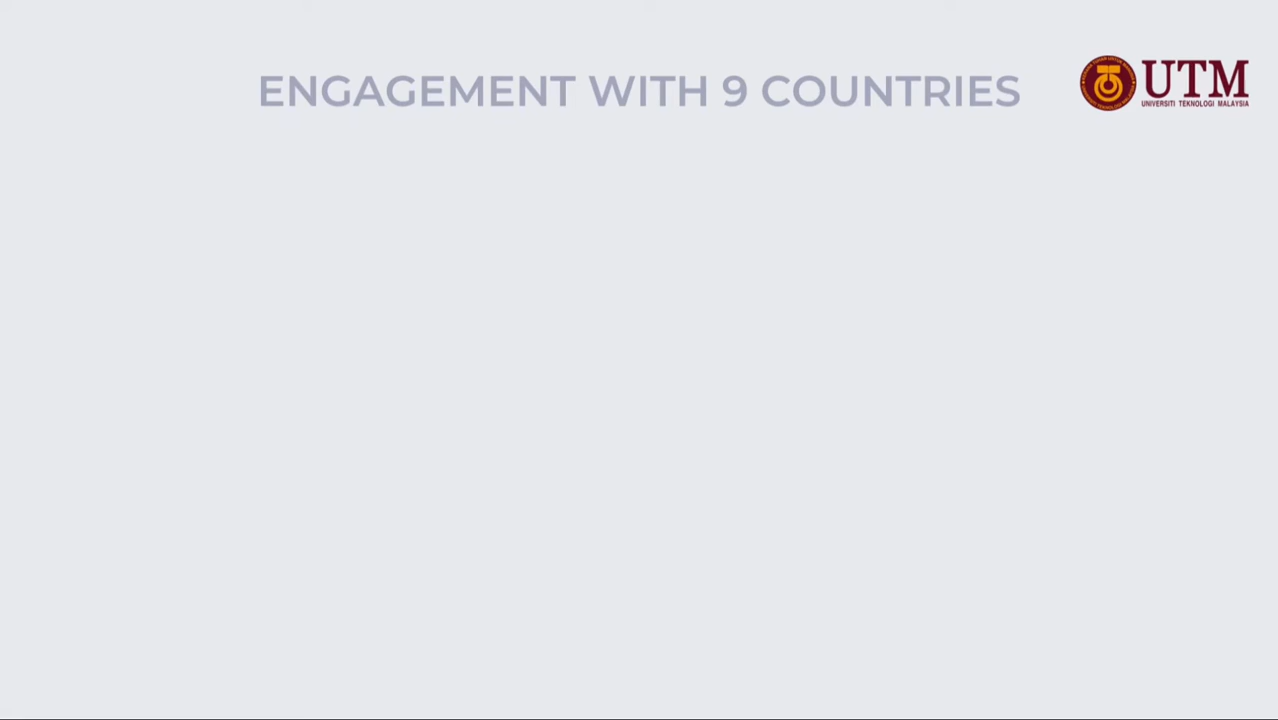 ENGAGEMENT WITH 9 COUNTRIES
UTM
UNIVERSITI TEKNOLOGI MALAYSIA